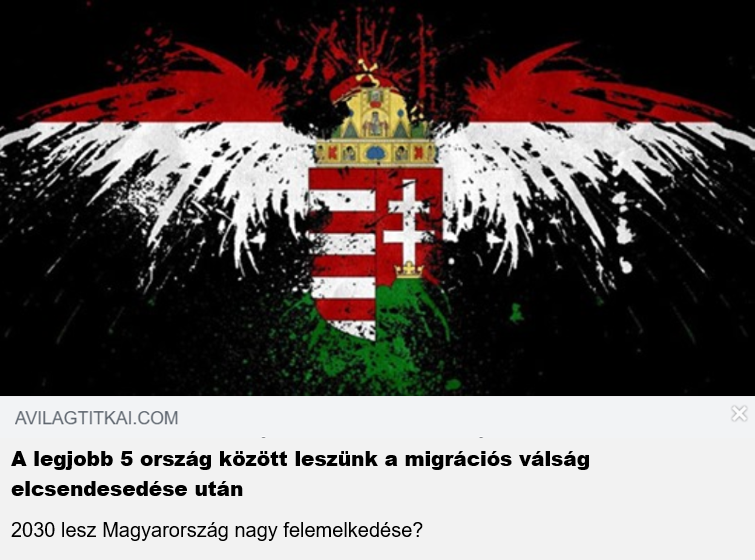 AVILAGTITKAI.COM
A legjobb 5 ország között leszünk a migrációs válság
elcsendesedése után
2030 lesz Magyarország nagy felemelkedése?